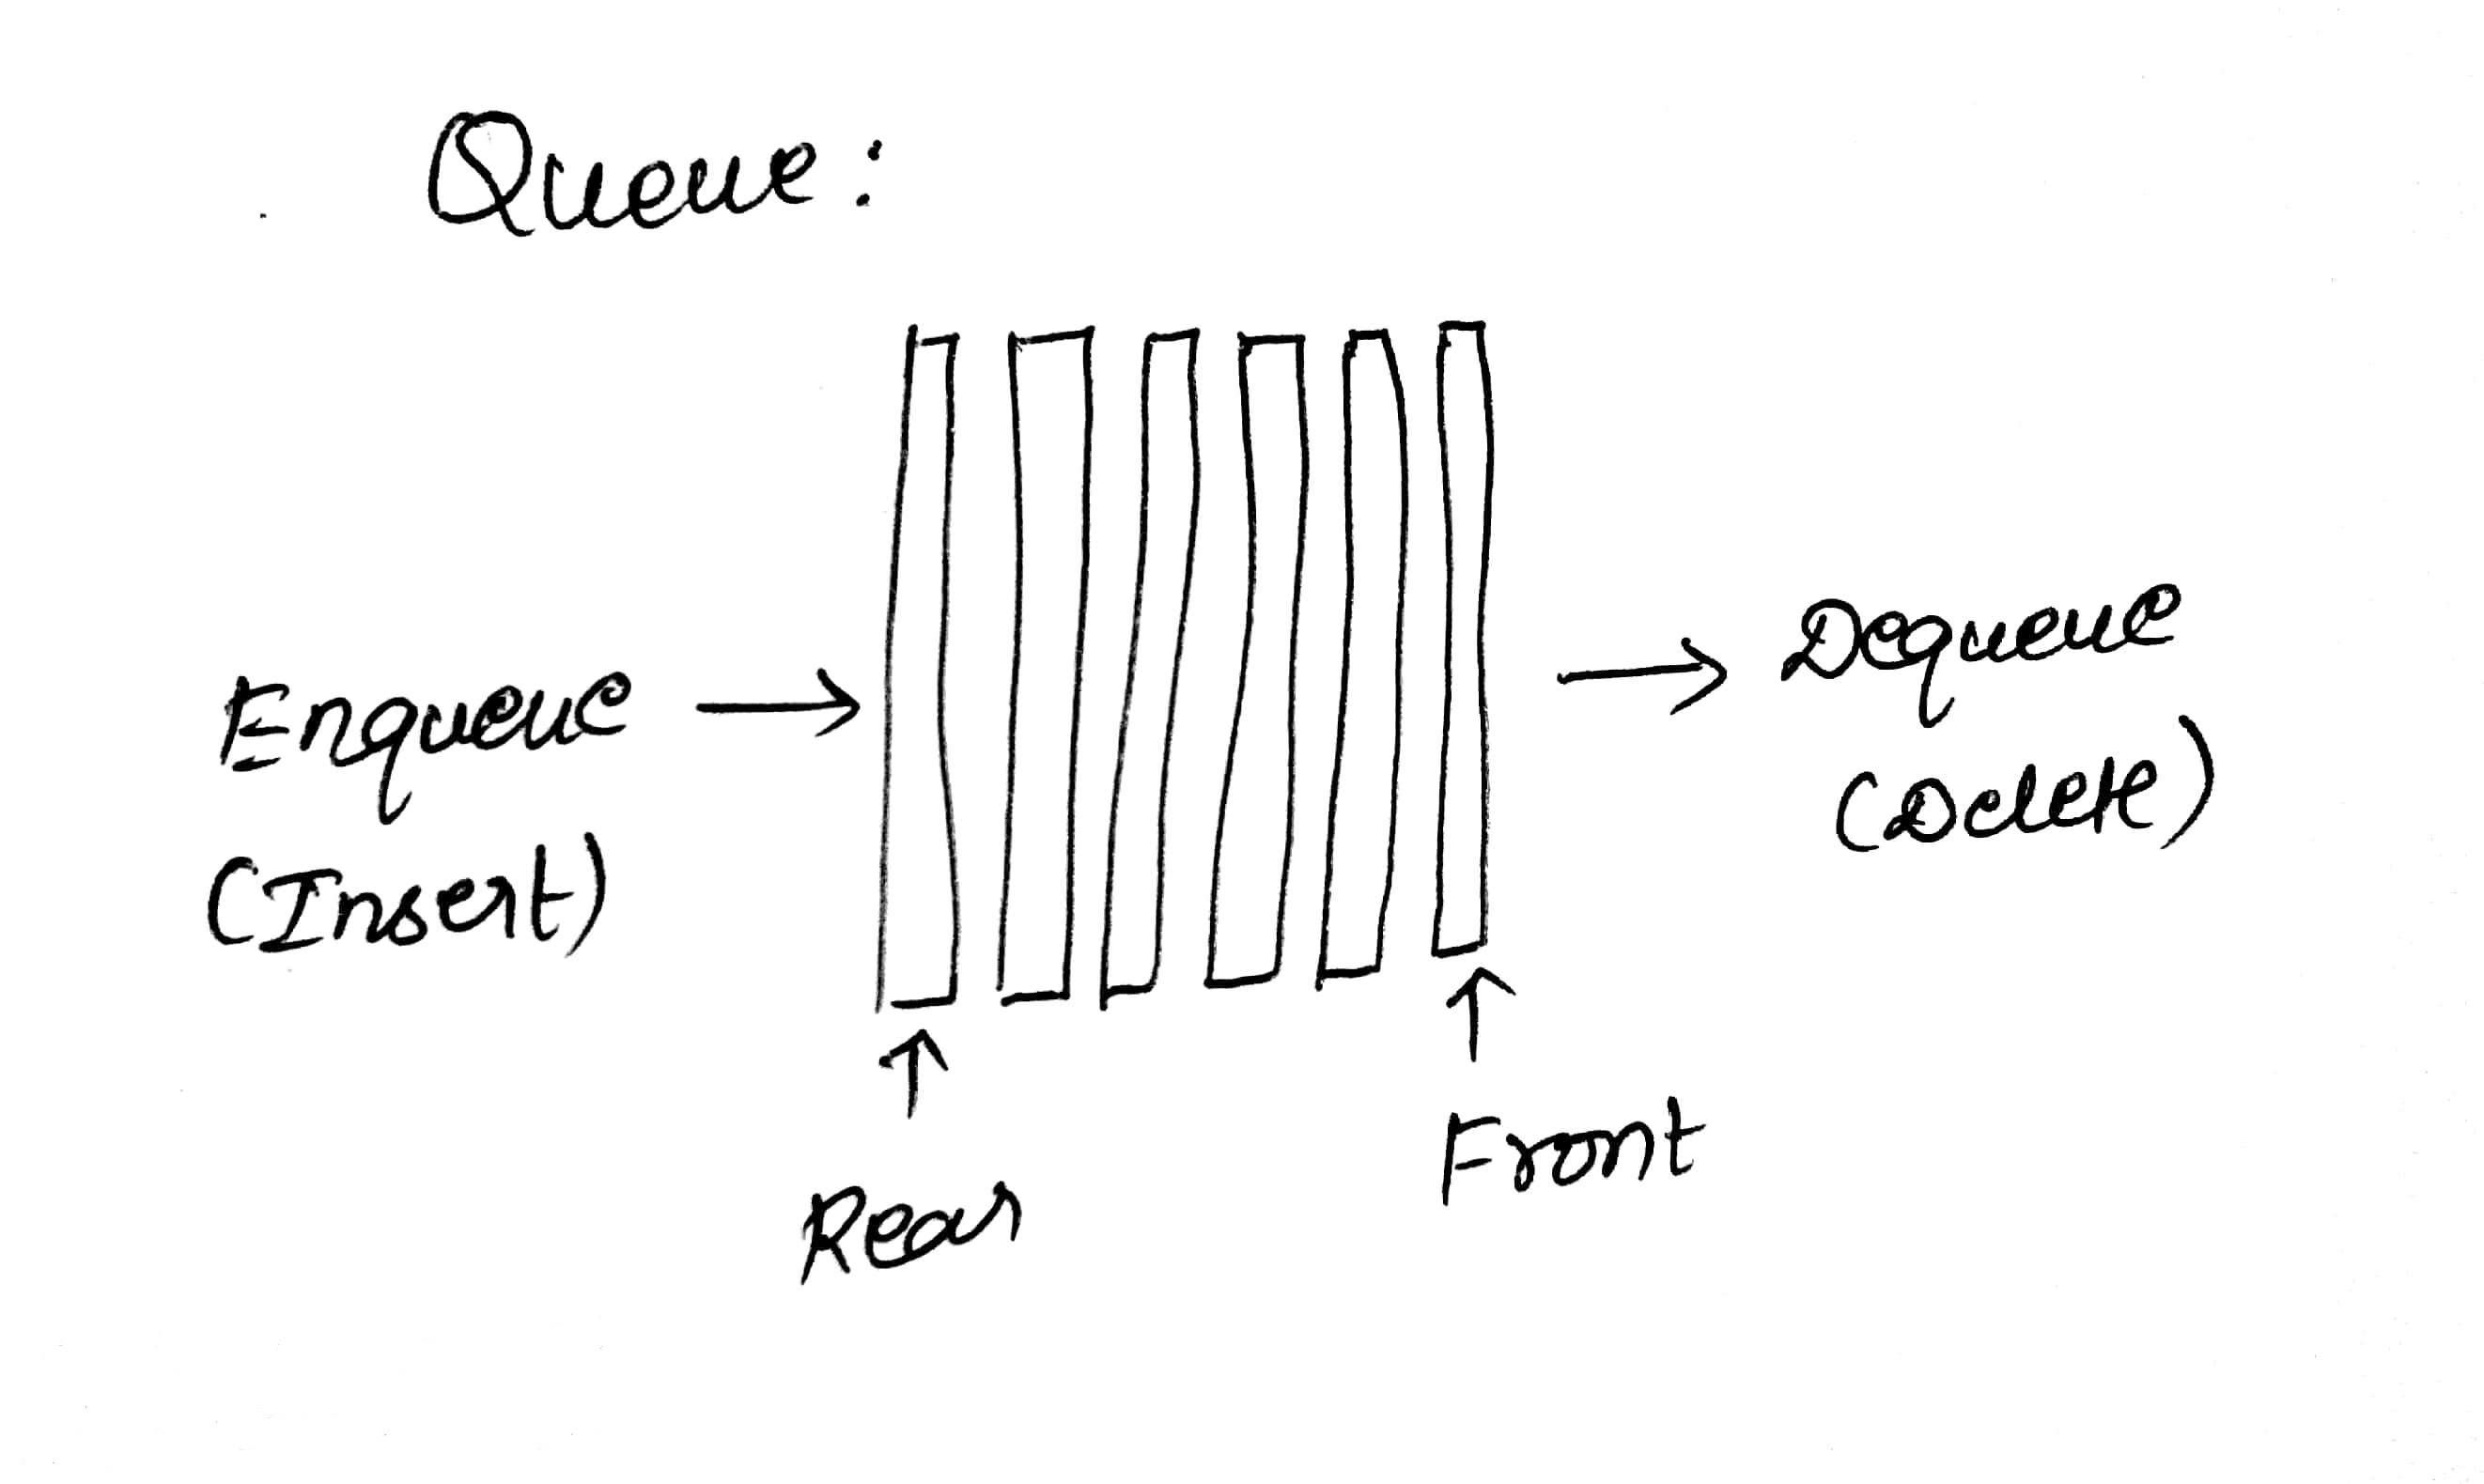 Queue:
Enqueue
(Insert)
Dequeue
(Delete)
Rear
Front